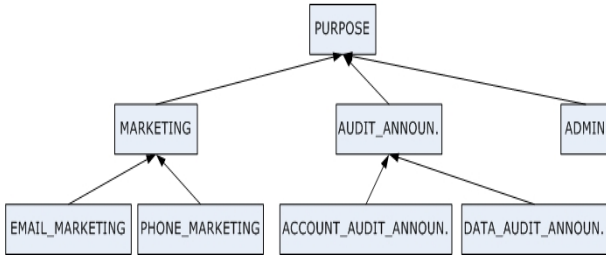 PURPOSE
MARKETING
AUDIT_ANNOUN.
ADMIN
EMAIL_MARKETING
PHONE_MARKETING
ACCOUNT_AUDIT_ANNOUN.
DATA_AUDIT_ANNOUN.